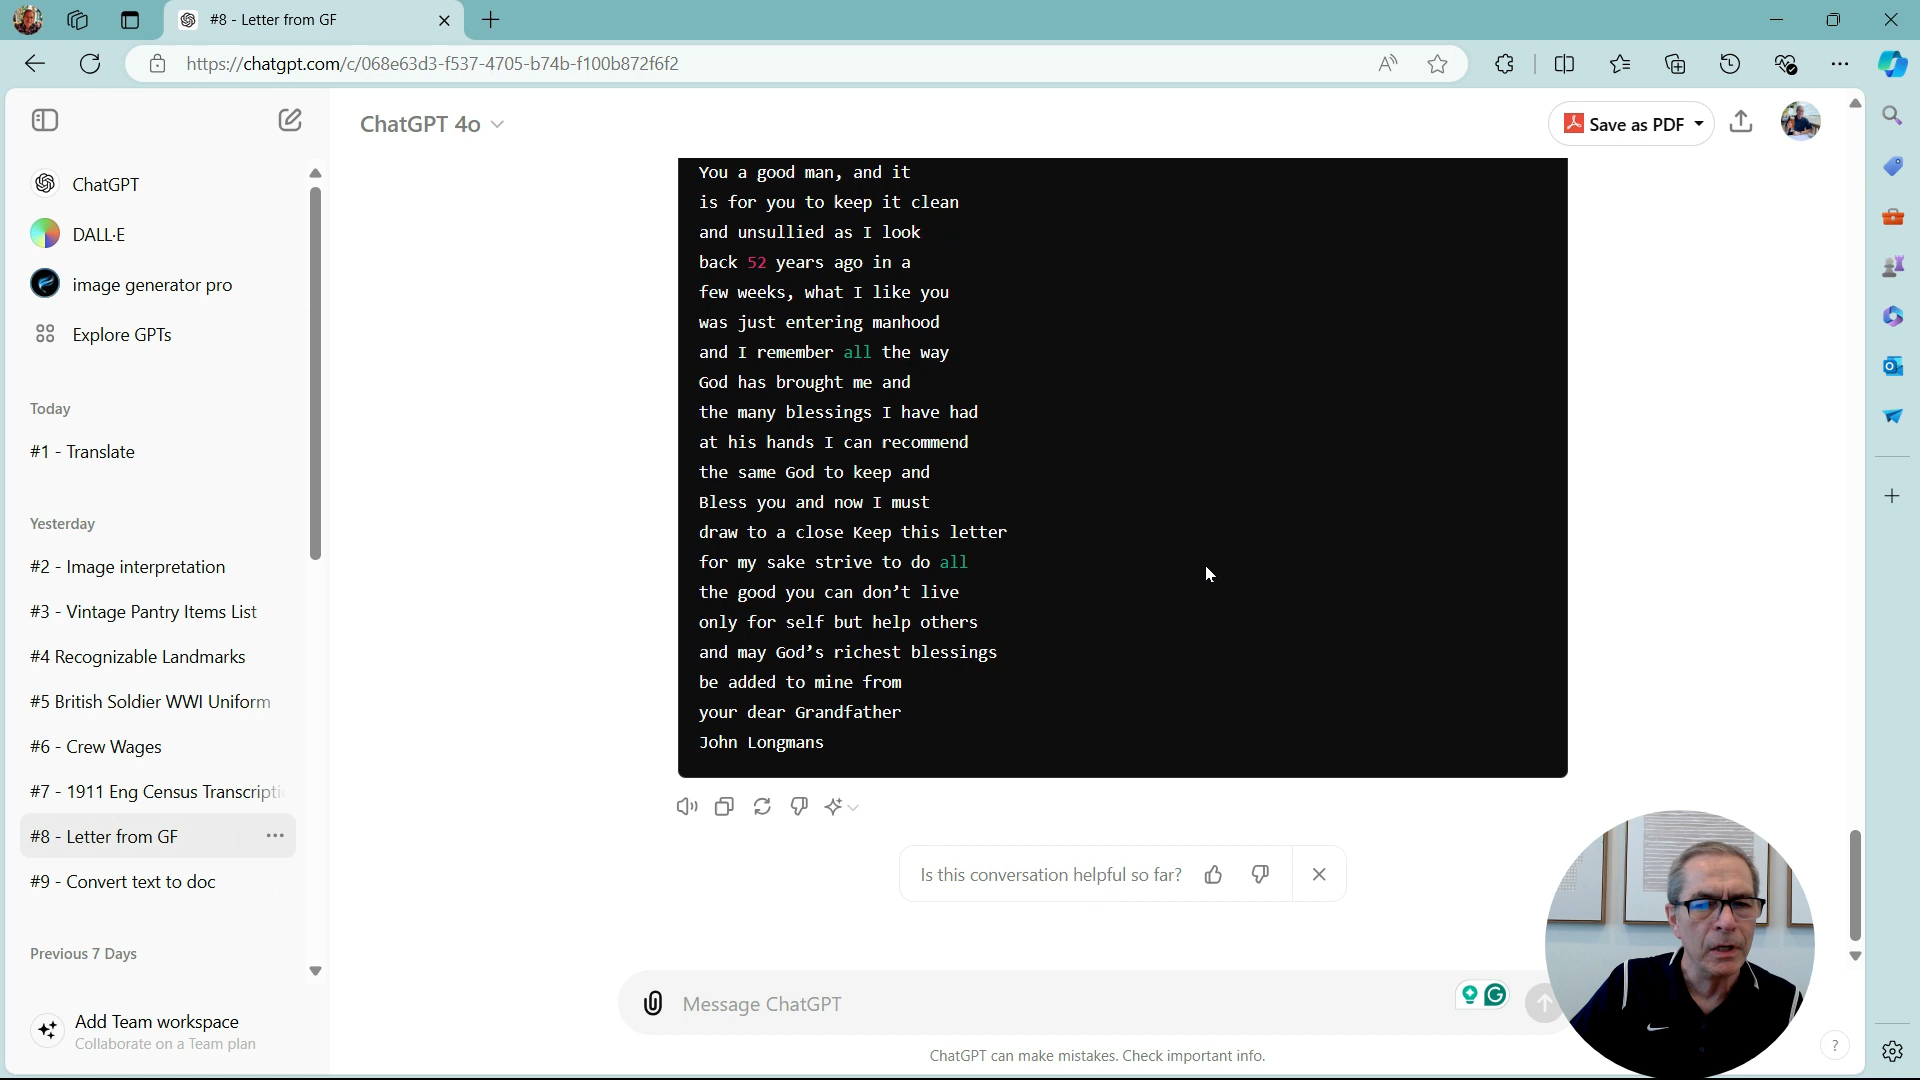 #8 - Letter from GF
https://chatgpt.com/c/068e63d3-f537-4705-b74b-f100b872f6f2
ChatGPT 4o
Save as PDF
ChatGPT
DALL·E
image generator pro
Explore GPTs
Today
#1 - Translate
Yesterday
#2 - Image interpretation
#3 - Vintage Pantry Items List
#4 Recognizable Landmarks
#5 British Soldier WWI Uniform
#6 - Crew Wages
#7 - 1911 Eng Census Transcripti
#8 - Letter from GF
#9 - Convert text to doc
Previous 7 Days
Add Team workspace
Collaborate on a Team plan
You a good man, and it
is for you to keep it clean
and unsullied as I look
back 52 years ago in a
few weeks, what I like you
was just entering manhood
and I remember all the way
God has brought me and
the many blessings I have had
at his hands I can recommend
the same God to keep and
Bless you and now I must
draw to a close Keep this letter
for my sake strive to do all
the good you can don’t live
only for self but help others
and may God’s richest blessings
be added to mine from
your dear Grandfather
John Longmans
Is this conversation helpful so far?
Message ChatGPT
ChatGPT can make mistakes. Check important info.
?